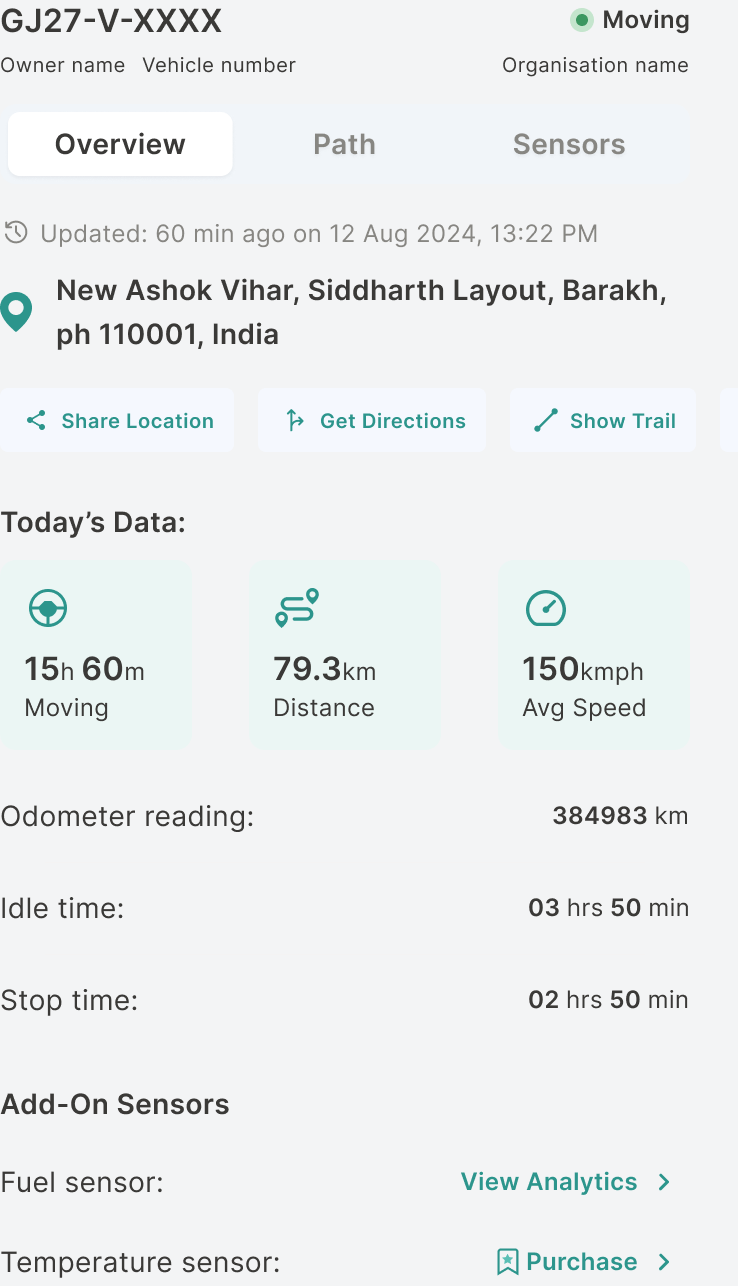 GJ27-V-XXXX Moving
Owner name Vehicle number Organisation name
Overview Path Sensors
Updated: 60 min ago on 12 Aug 2024, 13:22 PM
New Ashok Vihar, Siddharth Layout, Barakh,
ph 110001, India
Share Location Get Directions Show Trail
Today’s Data:
15h 60m 79.3km 150kmph
Moving Distance Avg Speed
Odometer reading: 384983 km
Idle time: 03 hrs 50 min
Stop time: 02 hrs 50 min
Add-On Sensors
Fuel sensor: View Analytics
Temperature sensor: Purchase